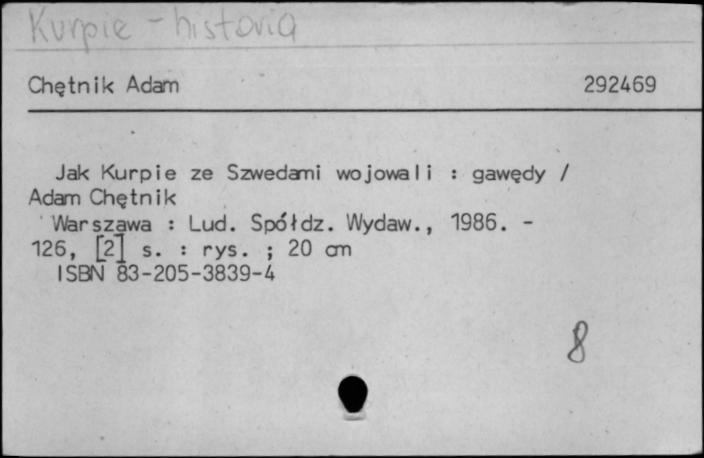 Kurpie - historia
Chętnik Adam 292469
Jak Kurpie ze Szwedami wojowali : gawędy /
Adam Chętnik
Warszawa : Lud. Spółdz. Wydaw., 1986. -
126, [2] s. : rys. ; 20 cm
ISBN 83-205-3839-4
8